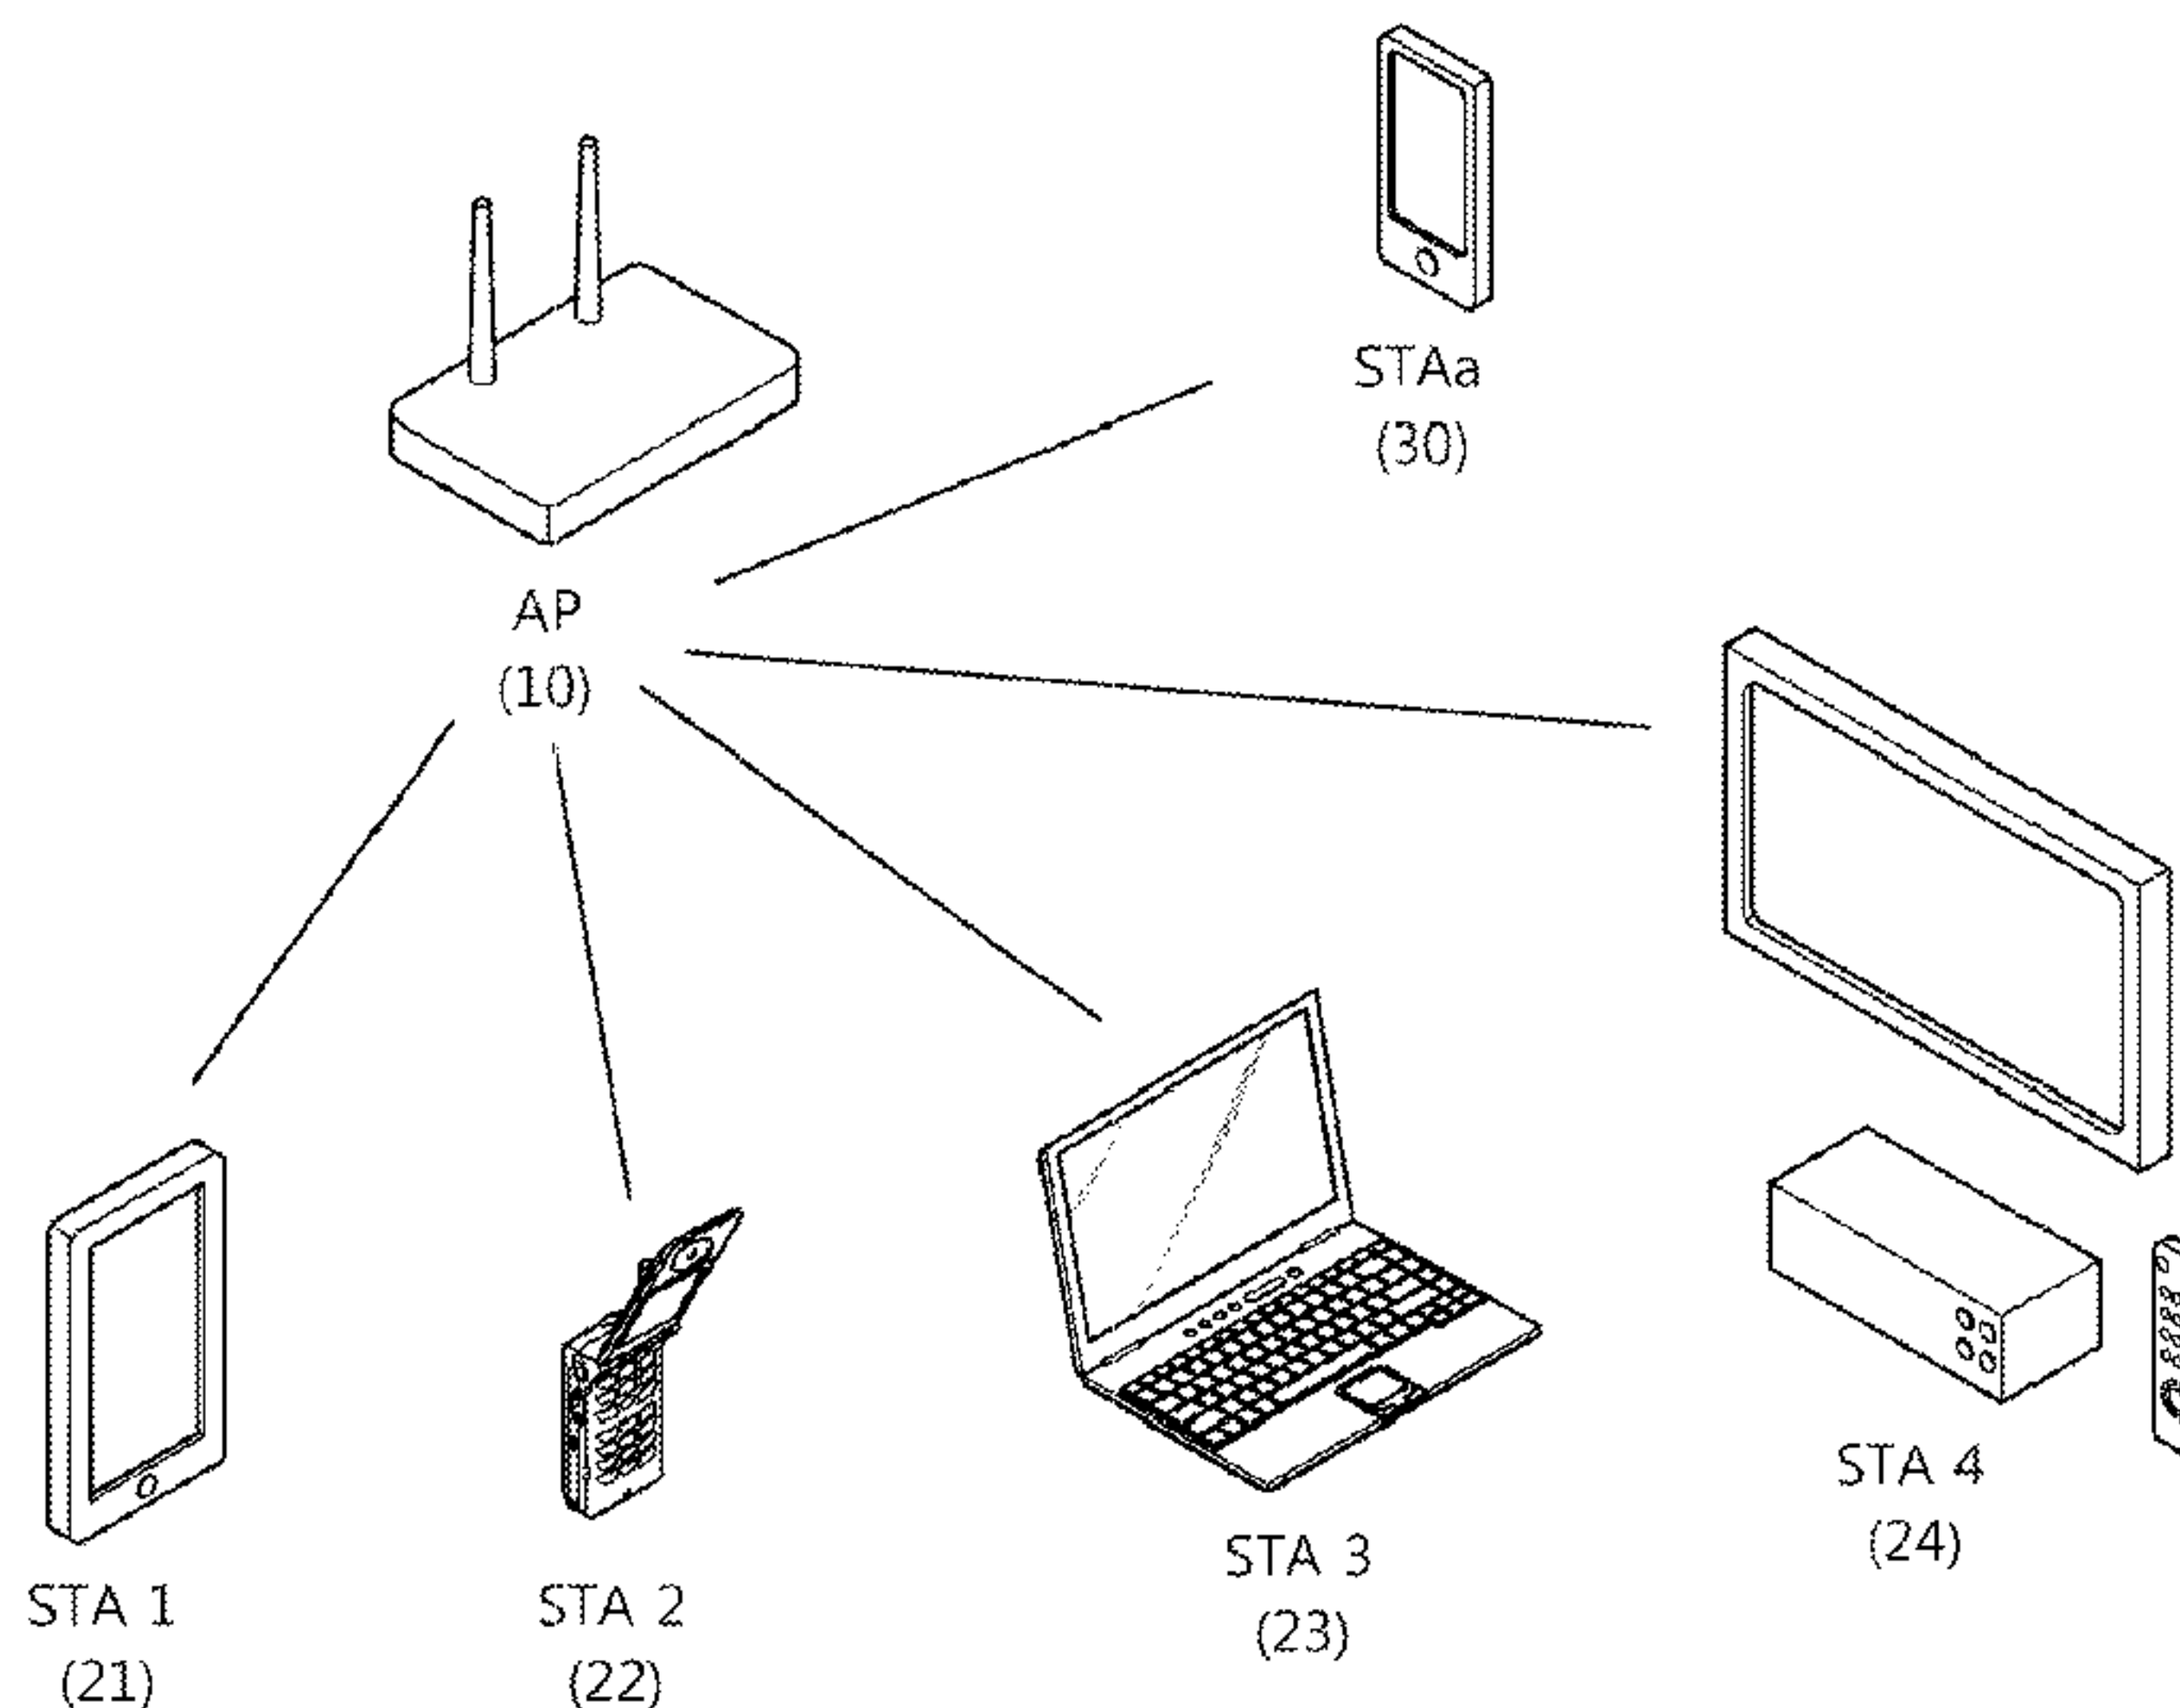 STAa
(30)
AP
(10)
STA 4
(24)
STA 3
(23)
STA 1
(21)
STA 2
(22)